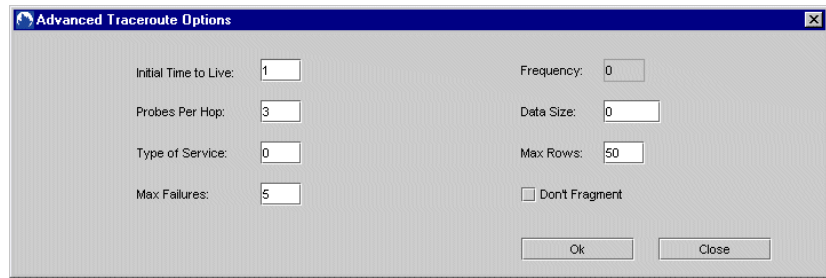 Advanced Traceroute Options
Initial Time to Live: 1
Frequency: 0
Probes Per Hop: 3
Data Size: 0
Type of Service: 0
Max Rows: 50
Max Failures: 5
Don't Fragment
Ok
Close